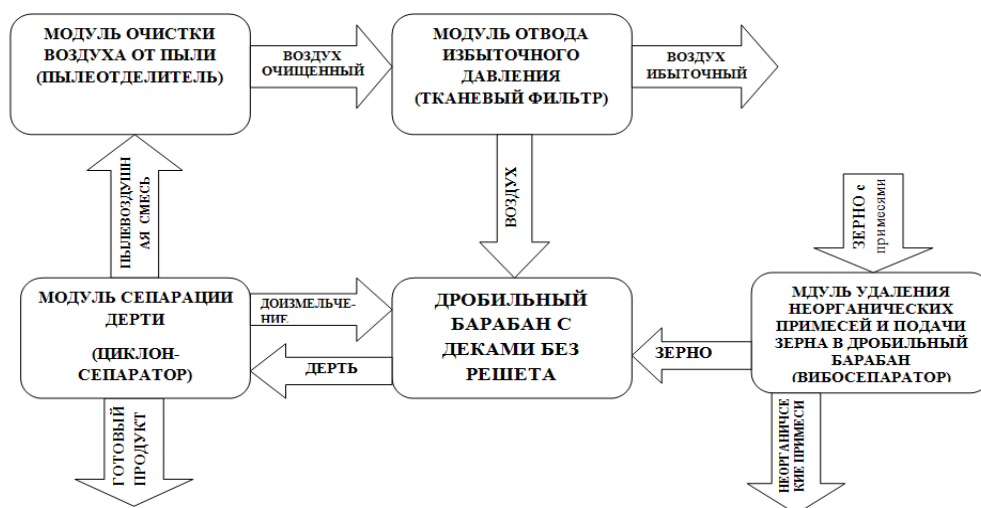 МОДУЛЬ ОЧИСТКИ
ВОЗДУХА ОТ ПЫЛИ
(ПЫЛЕОТДЕЛИТЕЛЬ)
ВОЗДУХ
ОЧИЩЕННЫЙ
МОДУЛЬ ОТВОДА
ИЗБЫТОЧНОГО
ДАВЛЕНИЯ
(ТКАНЕВЫЙ ФИЛЬТР)
ВОЗДУХ
ИБЫТОЧНЫЙ
ПЫЛЕВОЗДУШН
АЯ СМЕСЬ
ВОЗДУХ
ЗЕРНО с
примесями
МОДУЛЬ СЕПАРАЦИИ
ДЕРТИ
(ЦИКЛОН-
СЕПАРАТОР)
ДОИЗМЕЛЬЧЕ-
НИЕ
ДЕРТЬ
ДРОБИЛЬНЫЙ
БАРАБАН С
ДЕКАМИ БЕЗ
РЕШЕТА
ЗЕРНО
МДУЛЬ УДАЛЕНИЯ
НЕОРГАНИЧЕСКИХ
ПРИМЕСЕЙ И ПОДАЧИ
ЗЕРНА В ДРОБИЛЬНЫЙ
БАРАБАН
(ВИБОСЕПАРАТОР)
ГОТОВЫЙ
ПРОДУКТ
НЕОРГАНИЧСЕ
КИЕ ПРИМЕСИ